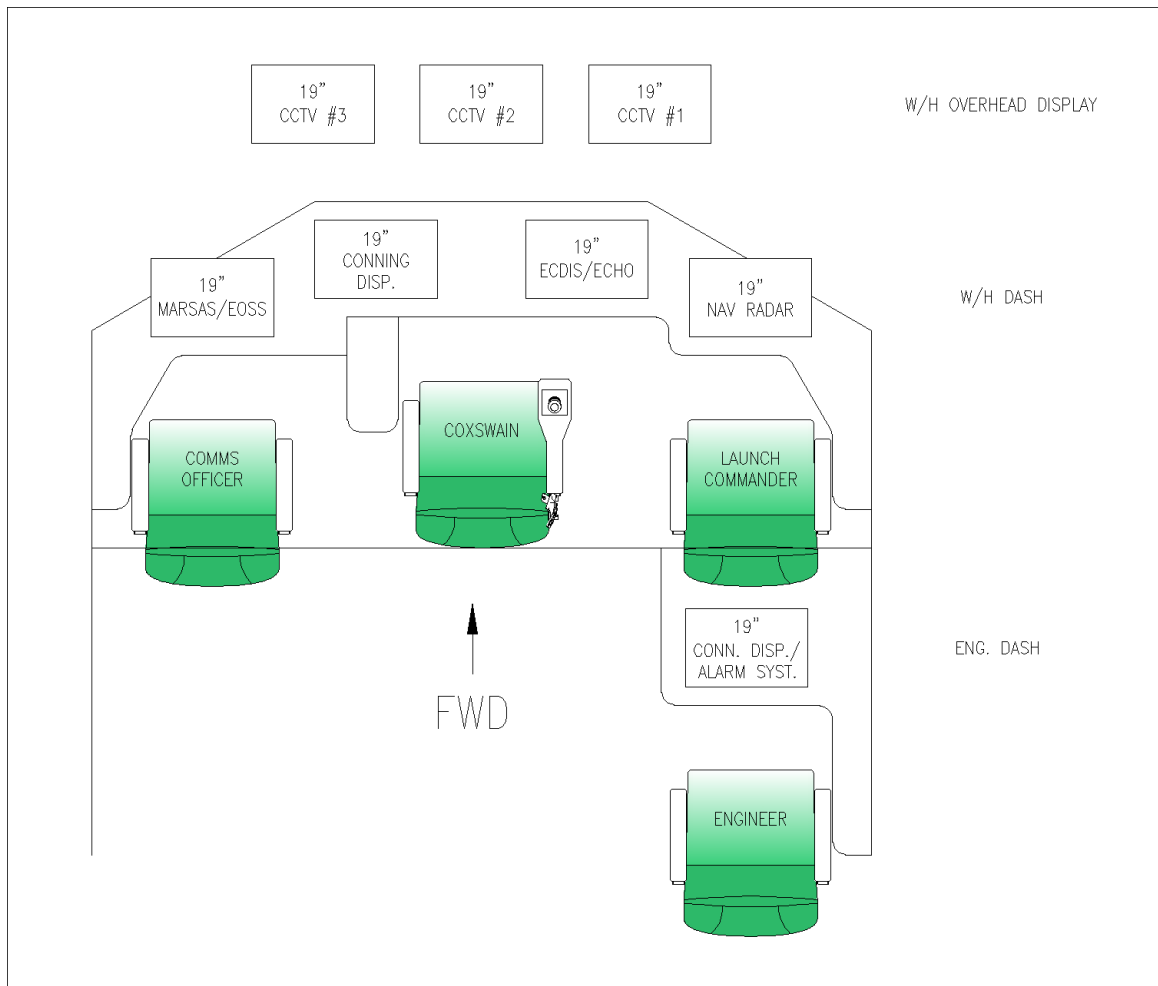 19”
CCTV #3
19”
CCTV #2
19”
CCTV #1
W/H OVERHEAD DISPLAY
19”
CONNING
DISP.
19”
ECDIS/ECHO
19”
MARSAS/EOSS
19”
NAV RADAR
W/H DASH
COMMS
OFFICER
COXSWAIN
LAUNCH
COMMANDER
19”
CONN. DISP./
ALARM SYST.
ENG. DASH
FWD
ENGINEER